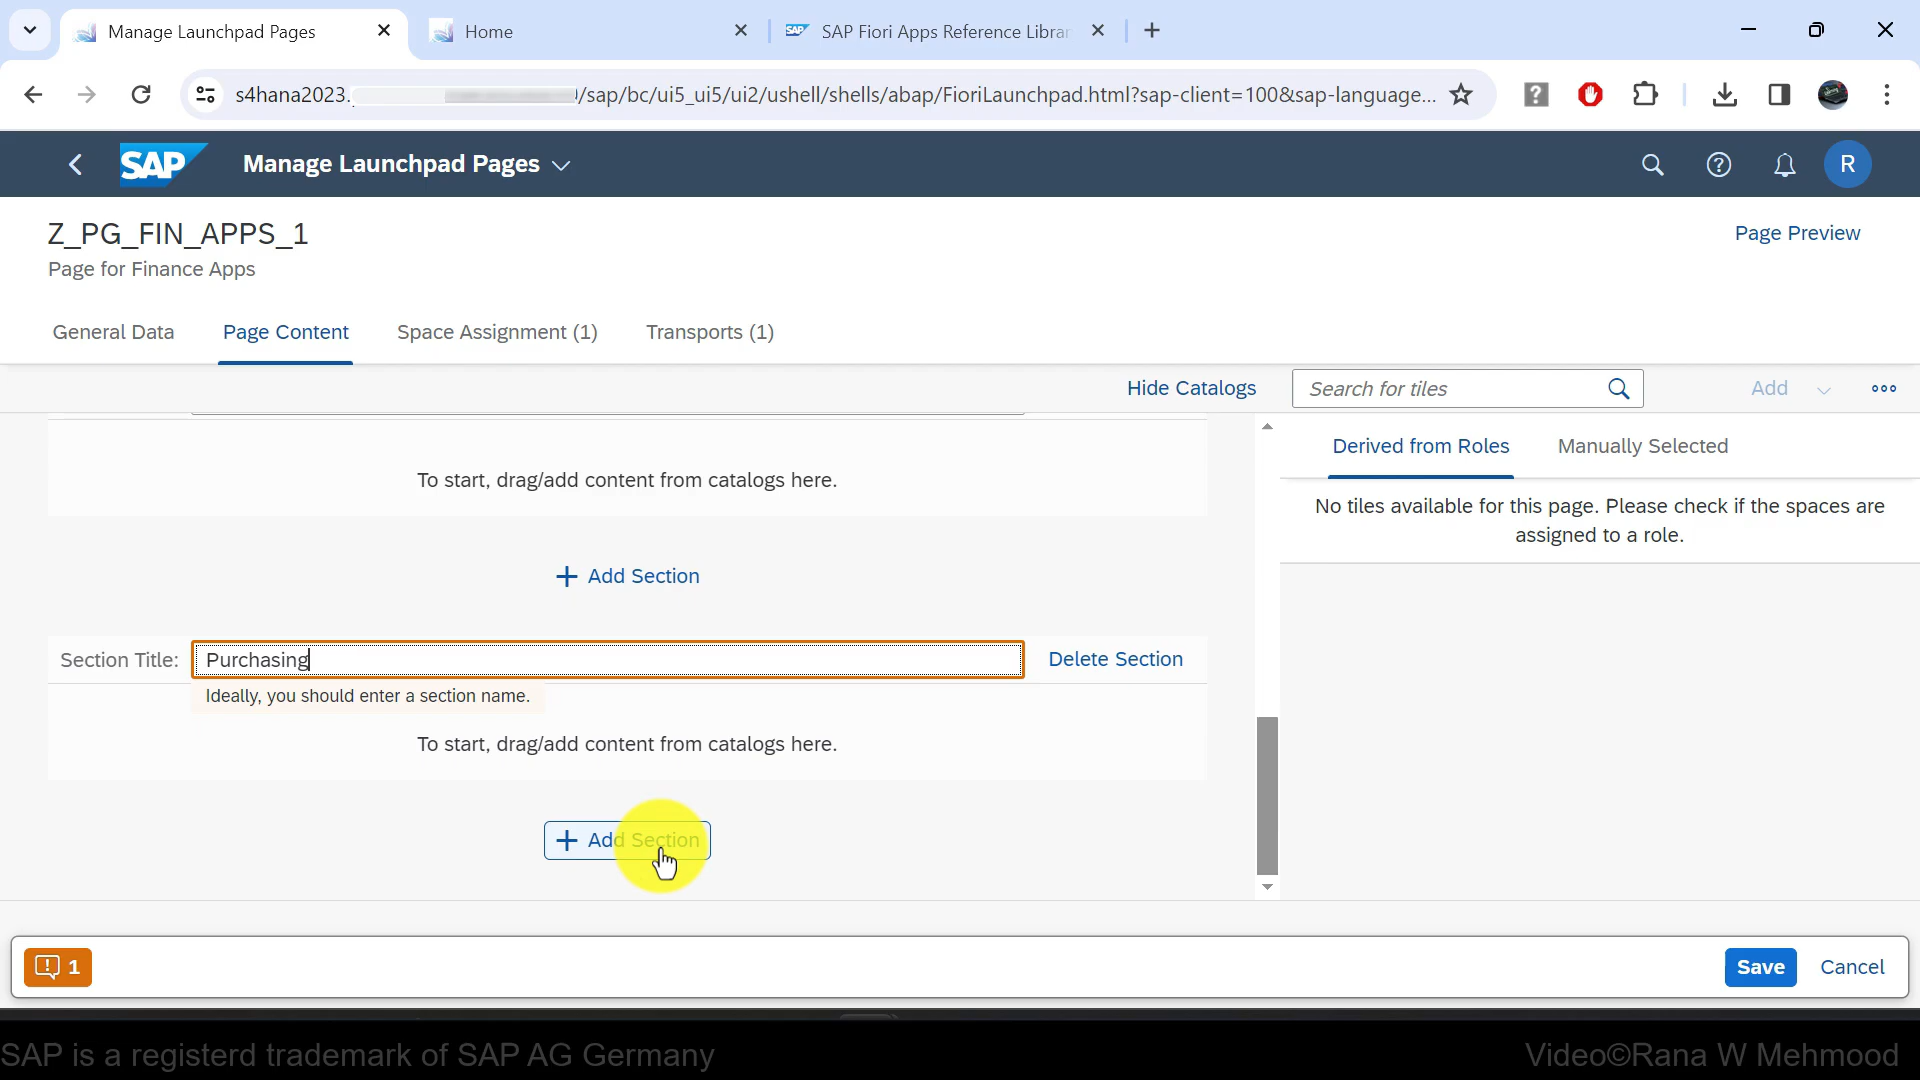 Manage Launchpad Pages
Home
SAP Fiori Apps Reference Librar
s4hana2023.
/sap/bc/ui5_ui5/ui2/ushell/shells/abap/FioriLaunchpad.html?sap-client=100&sap-language...
SAP
Manage Launchpad Pages
R
Z_PG_FIN_APPS_1
Page Preview
Page for Finance Apps
General Data
Page Content
Space Assignment (1)
Transports (1)
Hide Catalogs
Search for tiles
Add
Derived from Roles
Manually Selected
To start, drag/add content from catalogs here.
No tiles available for this page. Please check if the spaces are
assigned to a role.
+ Add Section
Section Title:
Purchasing
Delete Section
Ideally, you should enter a section name.
To start, drag/add content from catalogs here.
+ Add Section
1
Save
Cancel
SAP is a registerd trademark of SAP AG Germany
Video©Rana W Mehmood